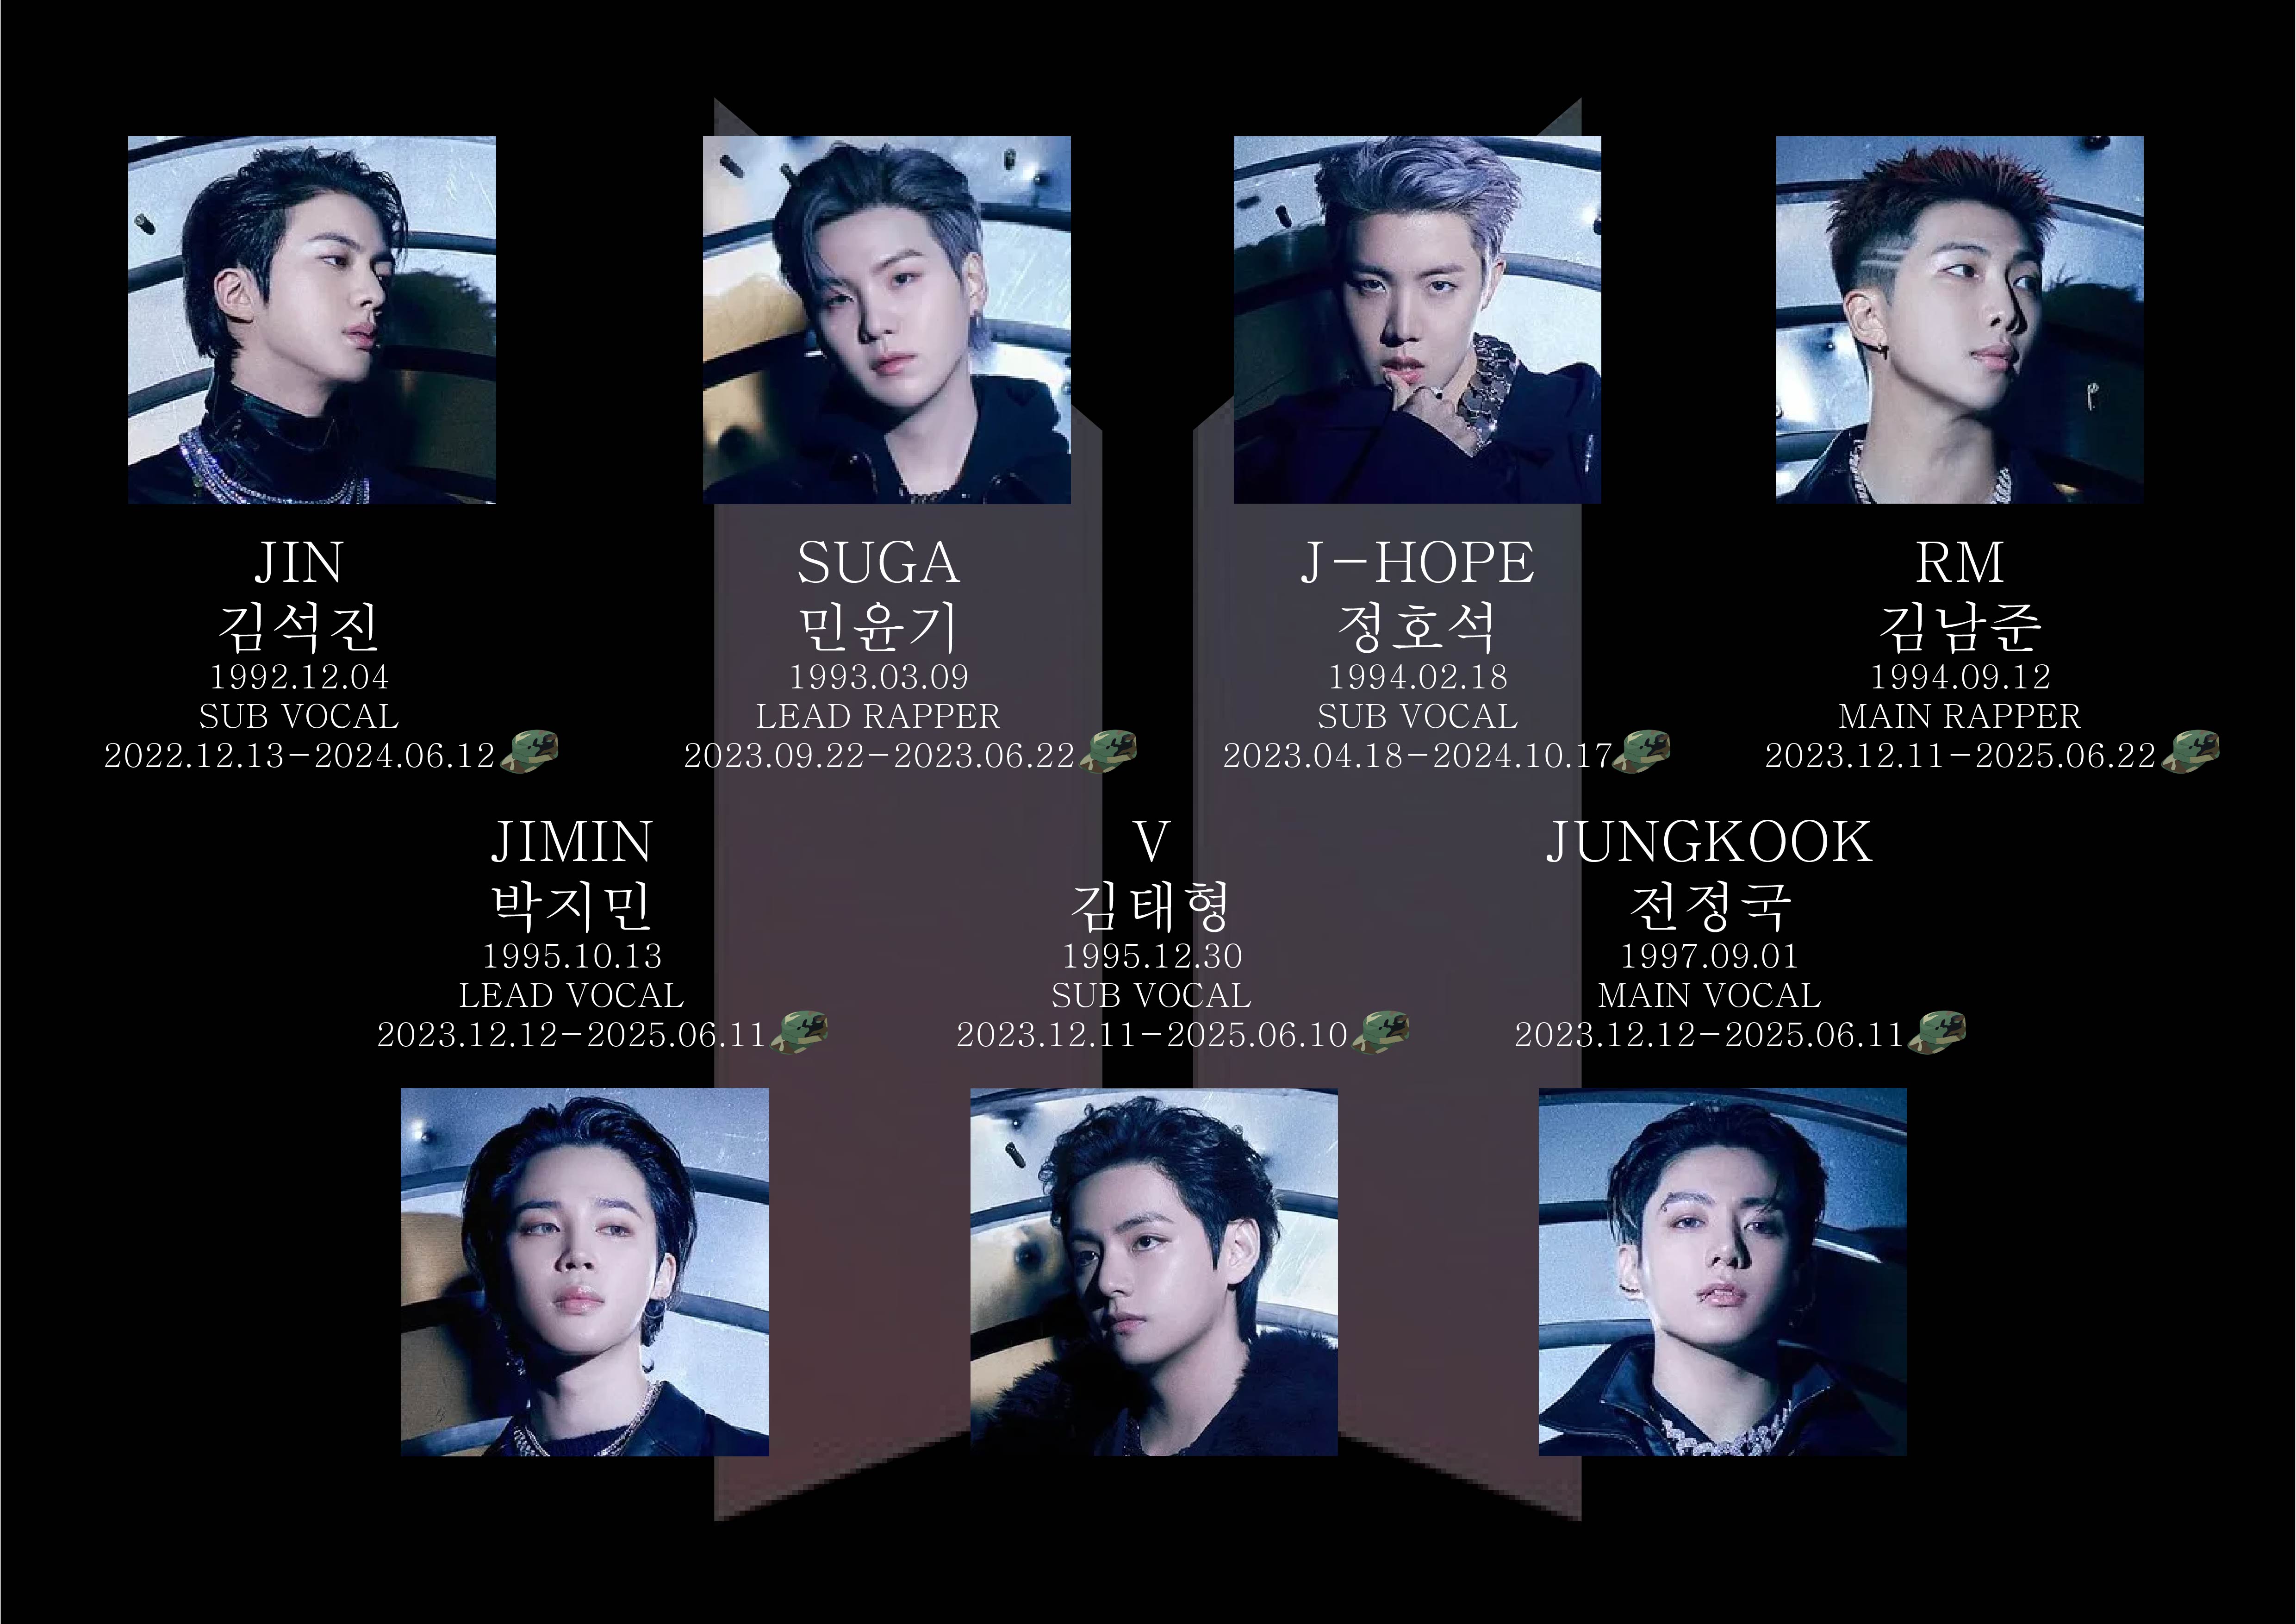 JIN
김석진
1992.12.04
SUB VOCAL
2022.12.13-2024.06.12
SUGA
민윤기
1993.03.09
LEAD RAPPER
2023.09.22-2023.06.22
J-HOPE
정호석
1994.02.18
SUB VOCAL
2023.04.18-2024.10.17
RM
김남준
1994.09.12
MAIN RAPPER
2023.12.11-2025.06.22
JIMIN
박지민
1995.10.13
LEAD VOCAL
2023.12.12-2025.06.11
V
김태형
1995.12.30
SUB VOCAL
2023.12.11-2025.06.10
JUNGKOOK
전정국
1997.09.01
MAIN VOCAL
2023.12.12-2025.06.11